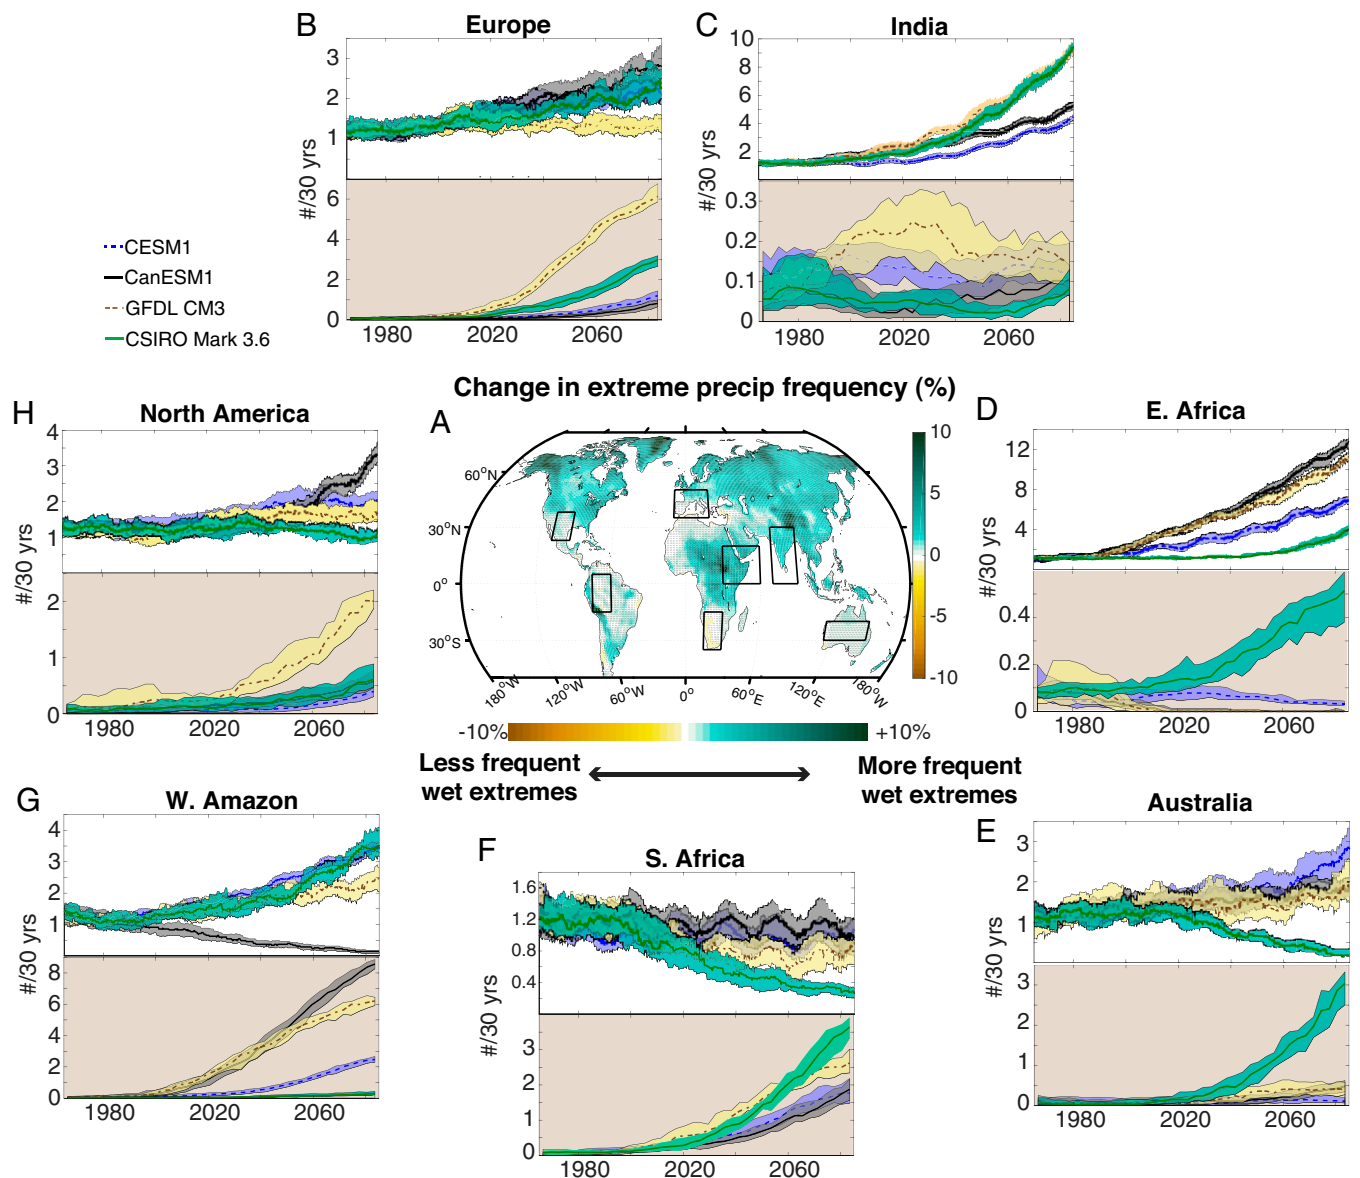 B
Europe
3
2
1
6
4
2
0
1980
2020
2060
#/30 yrs
C
India
10
8
6
4
2
0.3
0.2
0.1
0
1980
2020
2060
#/30 yrs
CESM1
CanESM1
GFDL CM3
CSIRO Mark 3.6
Change in extreme precip frequency (%)
H
North America
4
3
2
1
2
1
0
1980
2020
2060
#/30 yrs
A
60°N
30°N
0°
30°S
180°W
120°W
60°W
0°
60°E
120°E
180°W
10
5
0
-5
-10
-10%
+10%
Less frequent
wet extremes
More frequent
wet extremes
D
E. Africa
12
8
4
0.4
0.2
0
1980
2020
2060
#/30 yrs
G
W. Amazon
4
3
2
1
8
6
4
2
0
1980
2020
2060
#/30 yrs
F
S. Africa
1.6
1.2
0.8
0.4
3
2
1
0
1980
2020
2060
#/30 yrs
E
Australia
3
2
1
3
2
1
0
1980
2020
2060
#/30 yrs